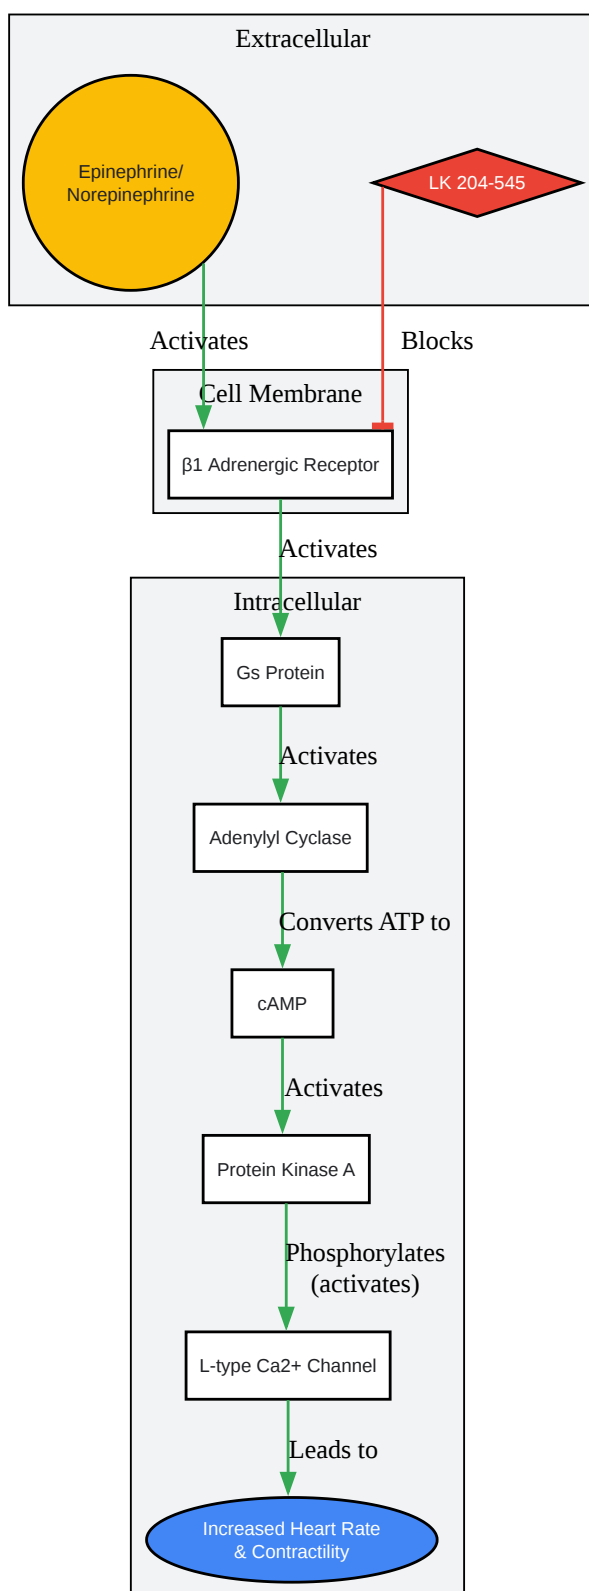 Extracellular
Epinephrine/
Norepinephrine
LK 204-545
Activates
Blocks
Cell Membrane
β1 Adrenergic Receptor
Activates
Intracellular
Gs Protein
Activates
Adenylyl Cyclase
Converts ATP to
cAMP
Activates
Protein Kinase A
Phosphorylates
(activates)
L-type Ca2+ Channel
Leads to
Increased Heart Rate
& Contractility